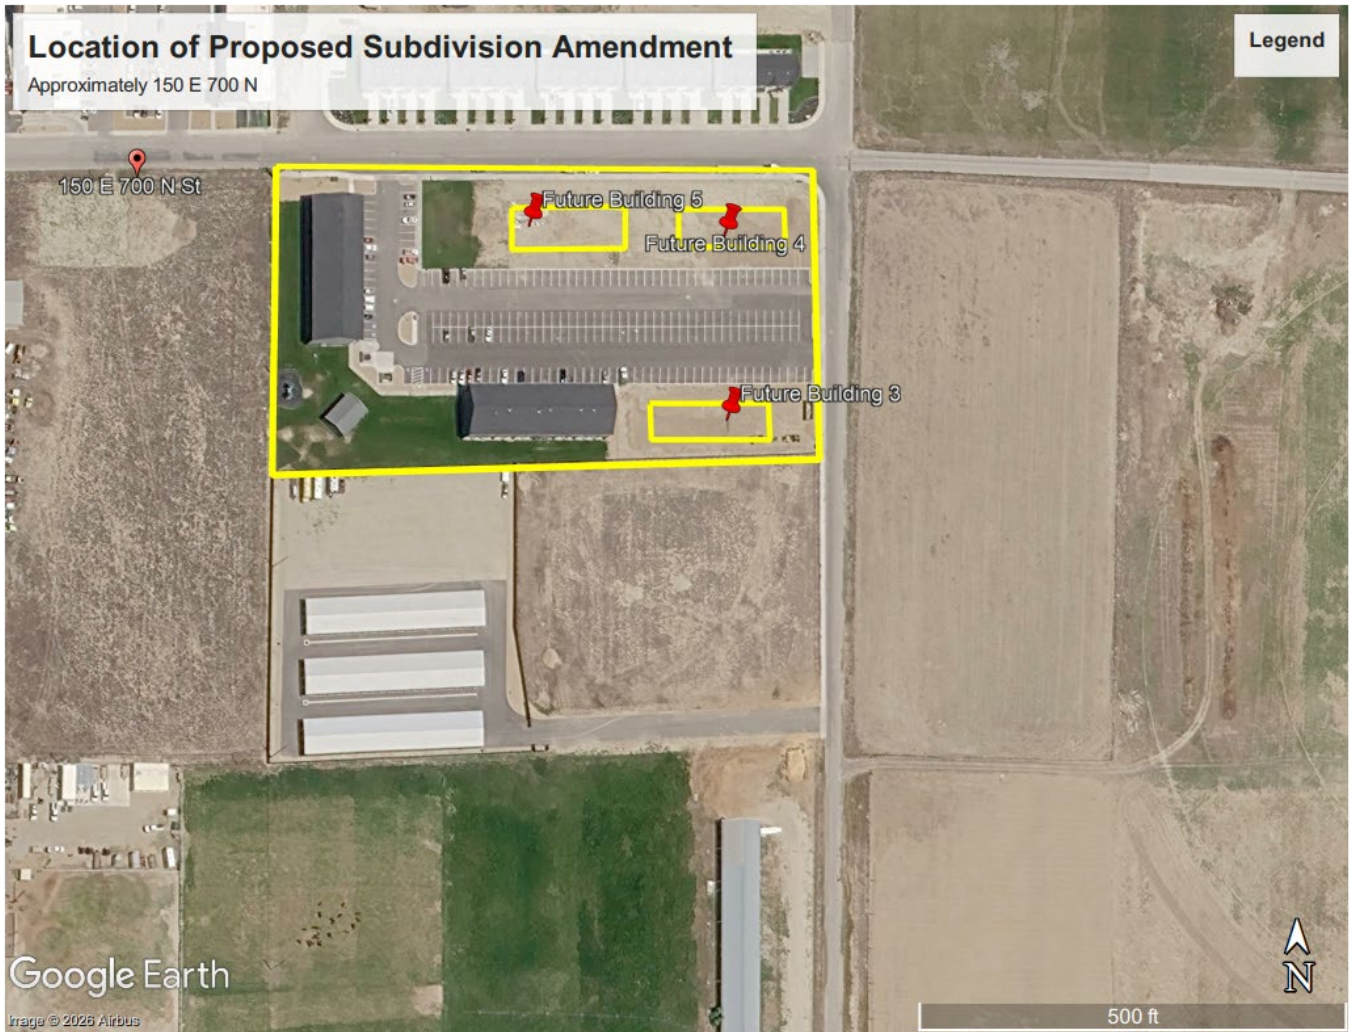 Location of Proposed Subdivision Amendment
Approximately 150 E 700 N
Legend
150 E 700 N St
Future Building 5
Future Building 4
Future Building 3
Google Earth
Image © 2026 Airbus
N
500 ft